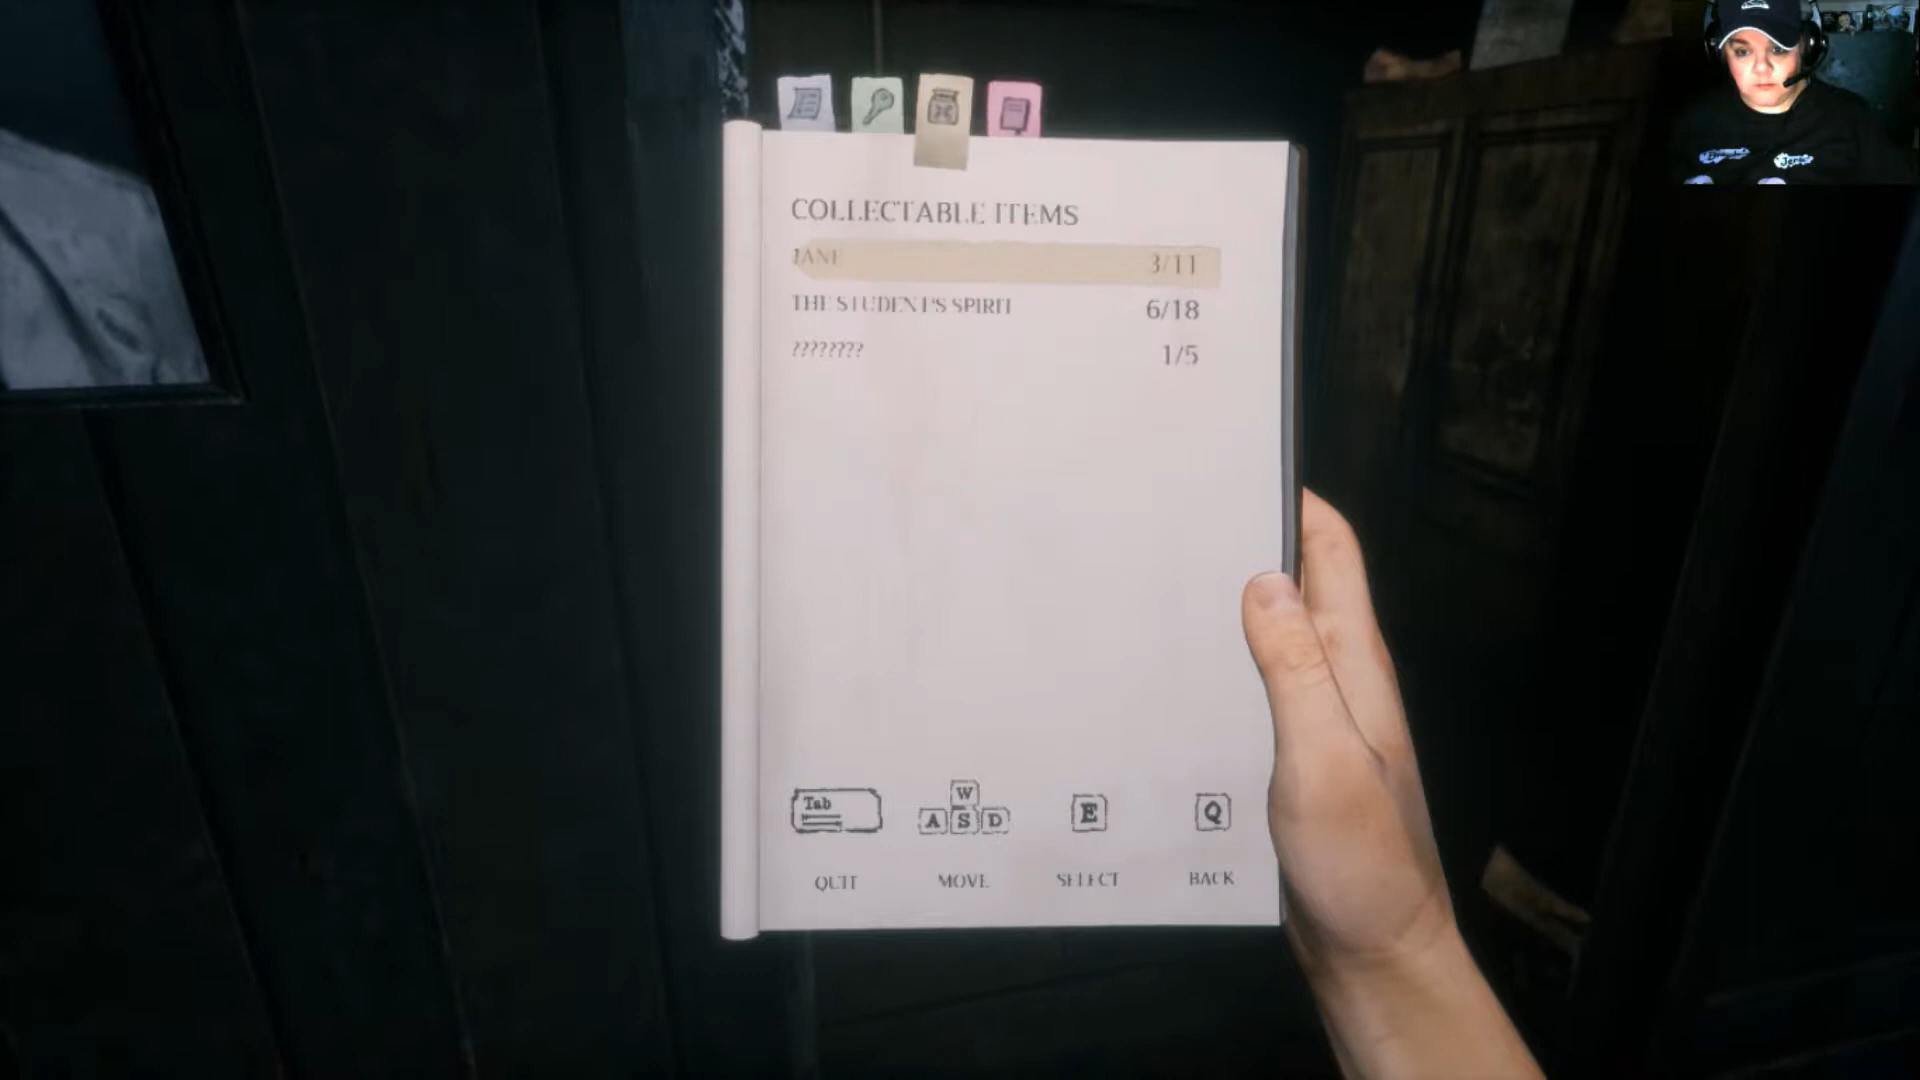 COLLECTABLE ITEMS
JANE 3/11
THE STUDENT'S SPIRIT 6/18
???????? 1/5
Tab W A S D E Q
QUIT MOVE SELECT BACK